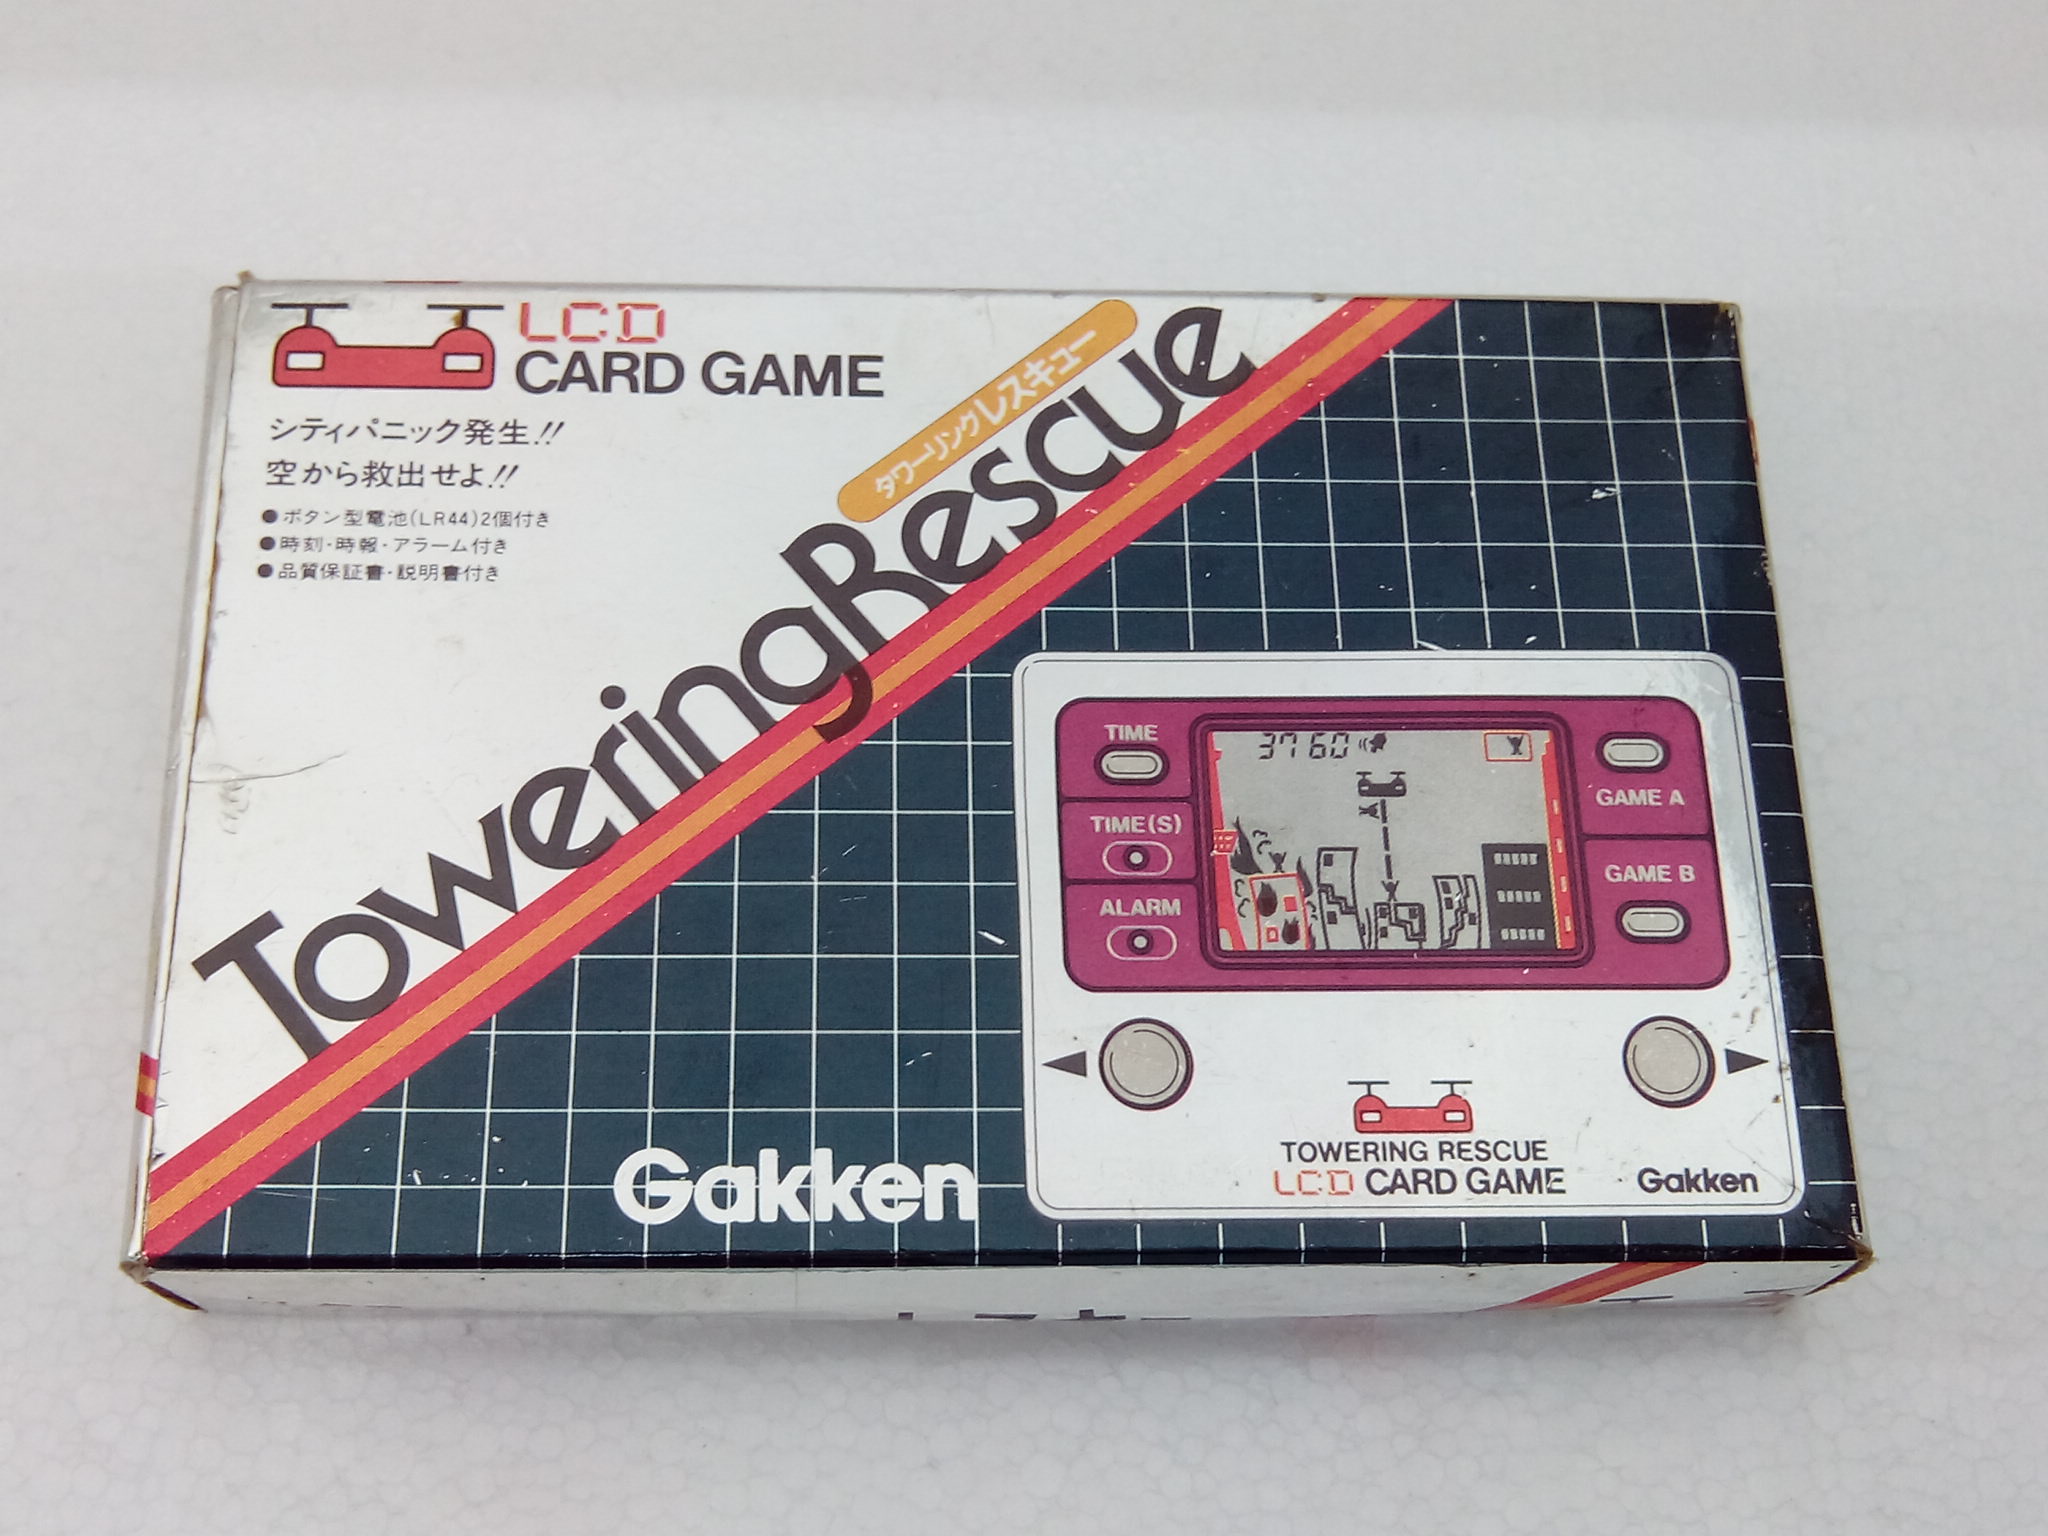 LCD
CARD GAME
シティパニック発生!!
空から救出せよ!!
●ボタン型電池(LR44)2個付き
●時刻・時報・アラーム付き
●品質保証書・説明書付き
タワーリングレスキュー
ToweringRescue
TIME
TIME(S)
ALARM
37 60
GAME A
GAME B
TOWERING RESCUE
LCD CARD GAME
Gakken
Gakken